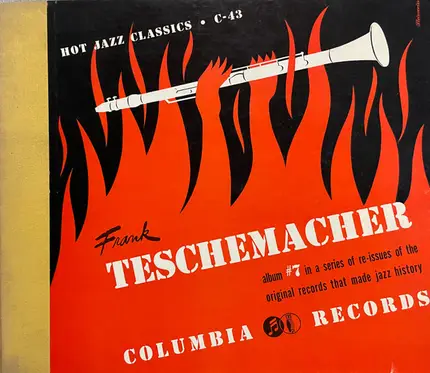 HOT JAZZ CLASSICS • C-43
Frank
TESCHEMACHER
album #7 in a series of re-issues of the
original records that made jazz history
COLUMBIA RECORDS